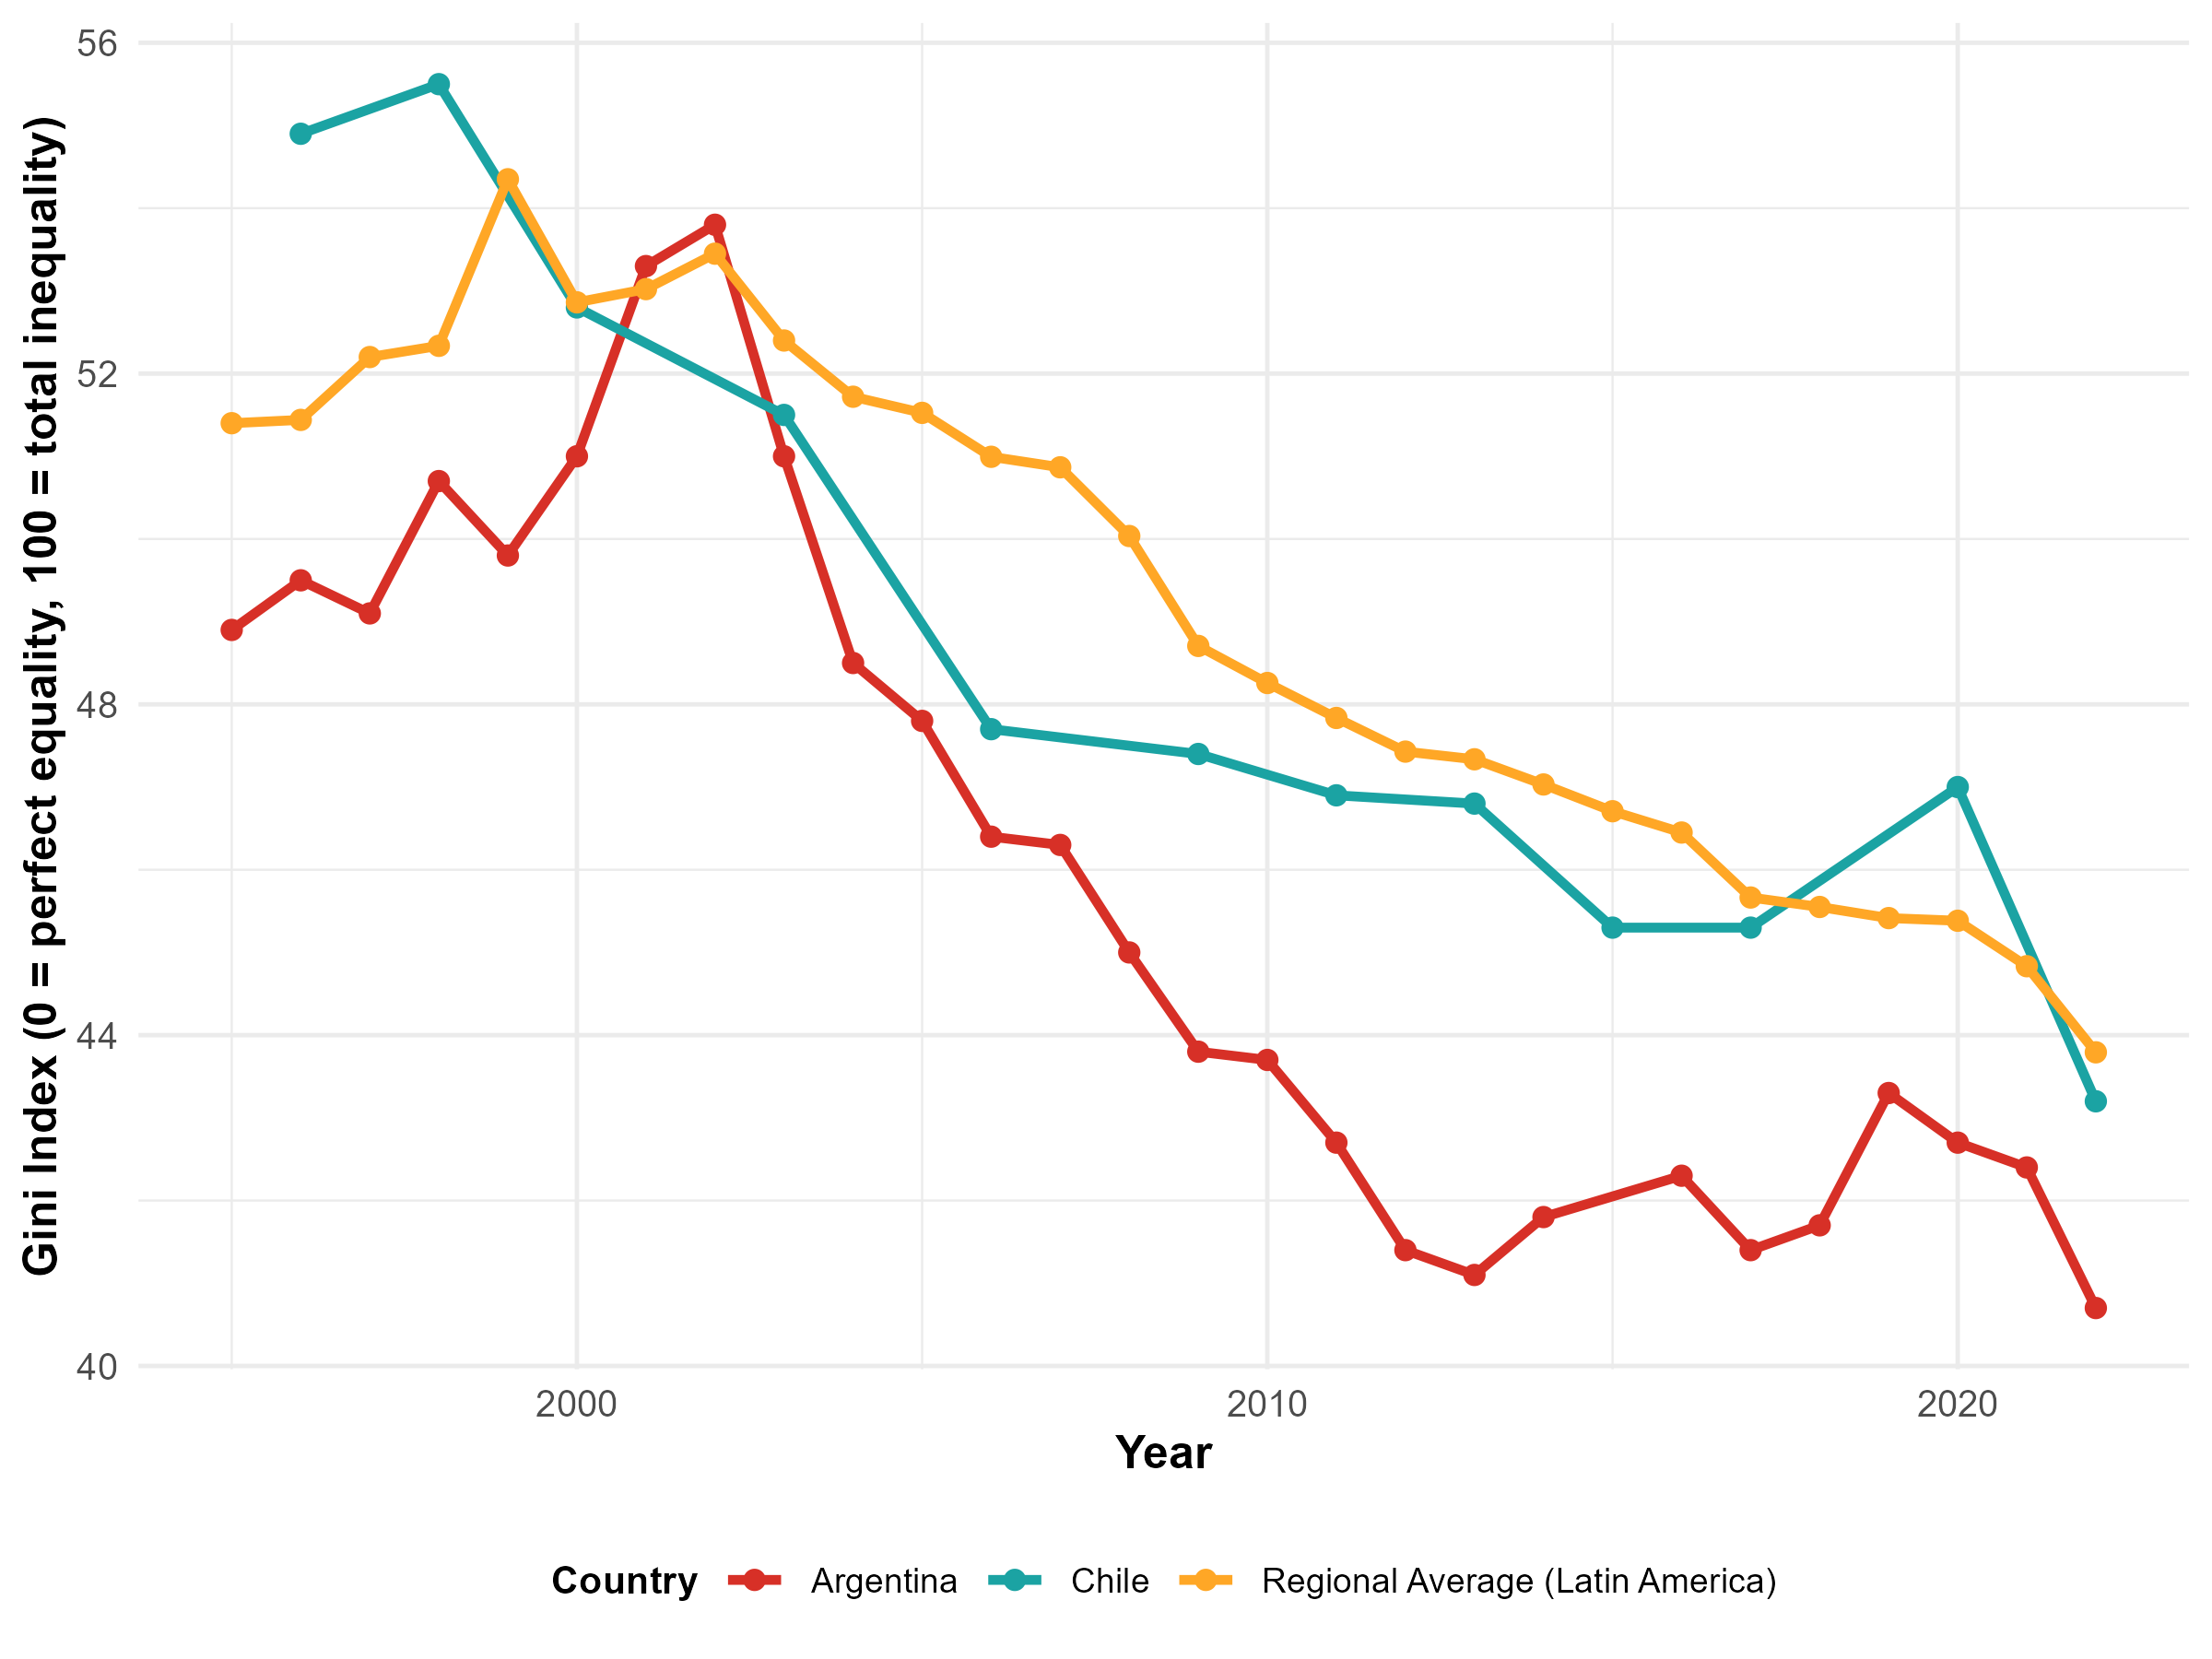 Gini Index (0 = perfect equality, 100 = total inequality)
56
52
48
44
40
2000 2010 2020
Year
Country Argentina Chile Regional Average (Latin America)